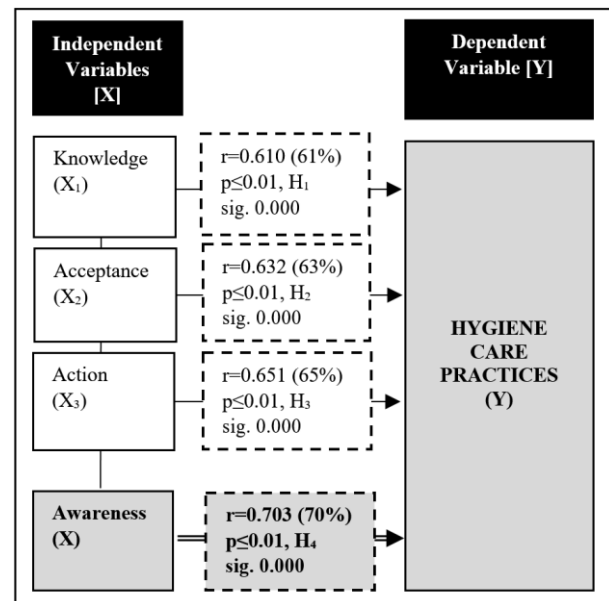 Independent
Variables
[X]
Dependent
Variable [Y]
Knowledge
(X₁)
r=0.610 (61%)
p≤0.01, H₁
sig. 0.000
Acceptance
(X₂)
r=0.632 (63%)
p≤0.01, H₂
sig. 0.000
Action
(X₃)
r=0.651 (65%)
p≤0.01, H₃
sig. 0.000
Awareness
(X)
r=0.703 (70%)
p≤0.01, H₄
sig. 0.000
HYGIENE
CARE
PRACTICES
(Y)